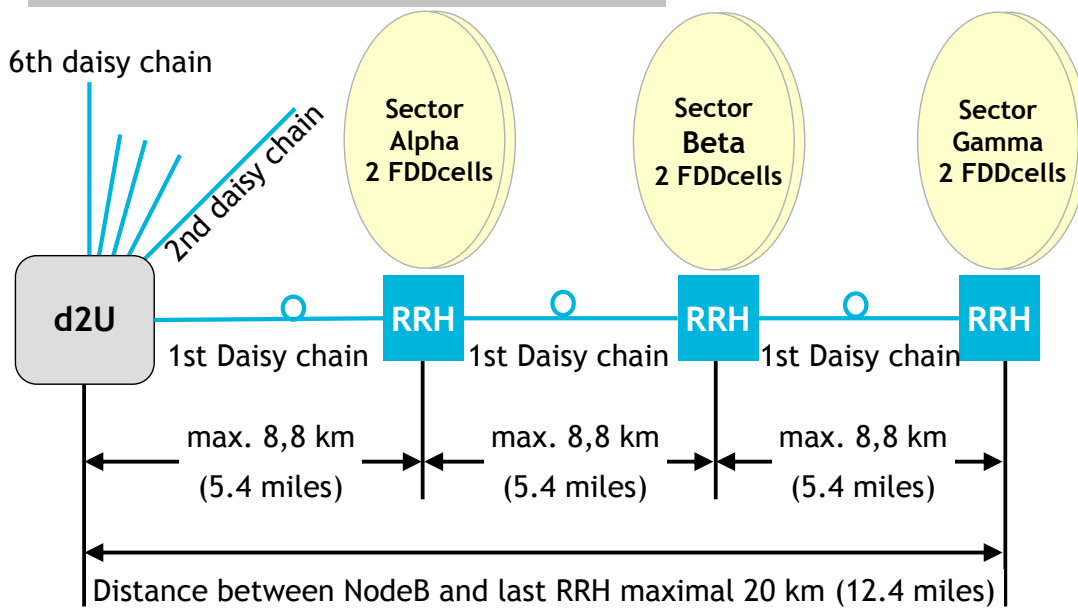 6th daisy chain
2nd daisy chain
Sector
Alpha
2 FDDcells
Sector
Beta
2 FDDcells
Sector
Gamma
2 FDDcells
d2U
RRH
RRH
RRH
1st Daisy chain
1st Daisy chain
1st Daisy chain
max. 8,8 km
(5.4 miles)
max. 8,8 km
(5.4 miles)
max. 8,8 km
(5.4 miles)
Distance between NodeB and last RRH maximal 20 km (12.4 miles)